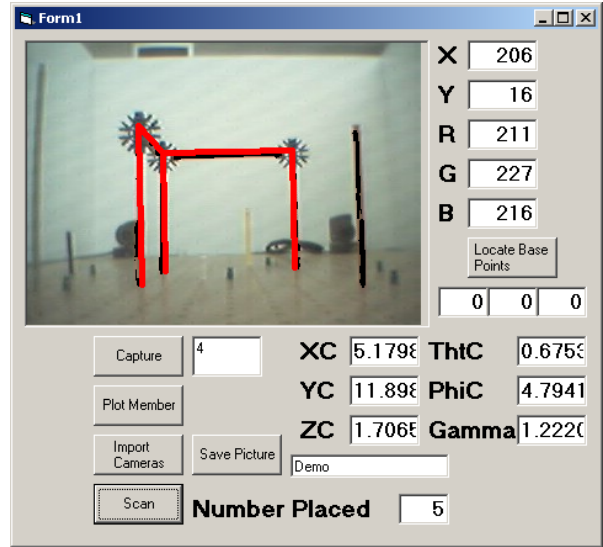 Form1
X 206
Y 16
R 211
G 227
B 216
Locate Base
Points
0 0 0
Capture 4 XC 5.1798 ThtC 0.6753
Plot Member YC 11.898 PhiC 4.7941
Import
Cameras Save Picture ZC 1.7065 Gamma 1.2220
Demo
Scan Number Placed 5